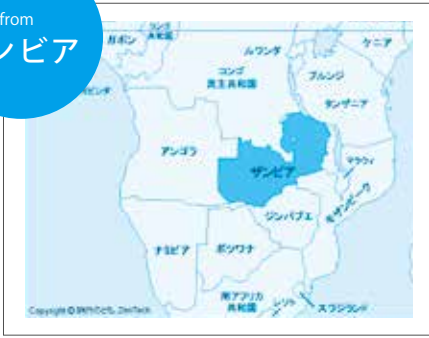 from
ンビア
ガボン
コンゴ
共和国
ルワンダ
ケニア
コンゴ
民主共和国
ブルンジ
タンザニア
アンゴラ
ザンビア
マラウィ
モザンビーク
ジンバブエ
ナミビア
ボツワナ
南アフリカ
共和国
レソト
スワジランド